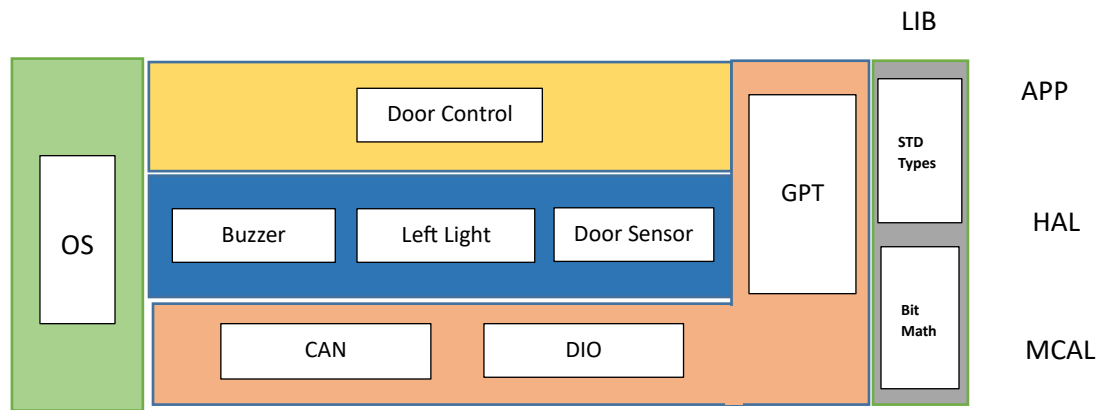 LIB
APP
Door Control
STD
Types
GPT
HAL
OS
Buzzer
Left Light
Door Sensor
Bit
Math
CAN
DIO
MCAL